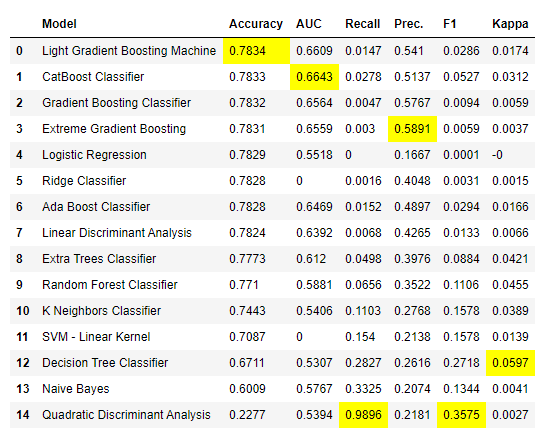 Model Accuracy AUC Recall Prec. F1 Kappa
0 Light Gradient Boosting Machine 0.7834 0.6609 0.0147 0.541 0.0286 0.0174
1 CatBoost Classifier 0.7833 0.6643 0.0278 0.5137 0.0527 0.0312
2 Gradient Boosting Classifier 0.7832 0.6564 0.0047 0.5767 0.0094 0.0059
3 Extreme Gradient Boosting 0.7831 0.6559 0.003 0.5891 0.0059 0.0037
4 Logistic Regression 0.7829 0.5518 0 0.1667 0.0001 -0
5 Ridge Classifier 0.7828 0 0.0016 0.4048 0.0031 0.0015
6 Ada Boost Classifier 0.7828 0.6469 0.0152 0.4897 0.0294 0.0166
7 Linear Discriminant Analysis 0.7824 0.6392 0.0068 0.4265 0.0133 0.0066
8 Extra Trees Classifier 0.7773 0.612 0.0498 0.3976 0.0884 0.0421
9 Random Forest Classifier 0.771 0.5881 0.0656 0.3522 0.1106 0.0455
10 K Neighbors Classifier 0.7443 0.5406 0.1103 0.2768 0.1578 0.0389
11 SVM - Linear Kernel 0.7087 0 0.154 0.2138 0.1578 0.0139
12 Decision Tree Classifier 0.6711 0.5307 0.2827 0.2616 0.2718 0.0597
13 Naive Bayes 0.6009 0.5767 0.3325 0.2074 0.1344 0.0041
14 Quadratic Discriminant Analysis 0.2277 0.5394 0.9896 0.2181 0.3575 0.0027